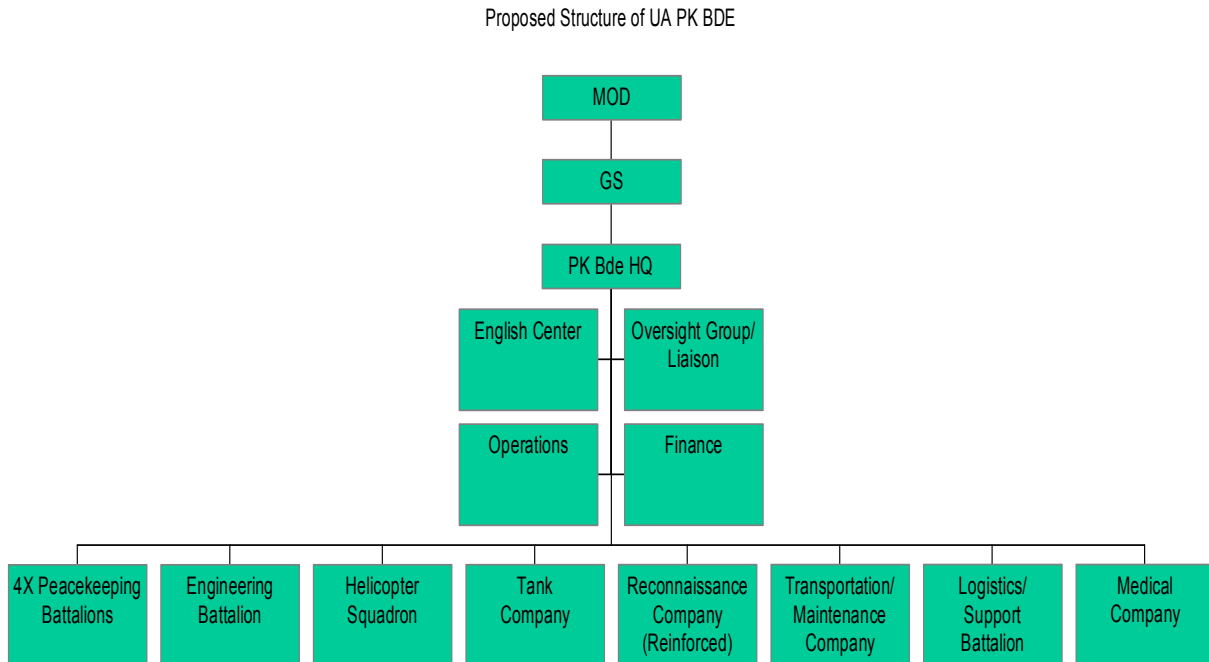 Proposed Structure of UA PK BDE
MOD
GS
PK Bde HQ
English Center
Oversight Group/
Liaison
Operations
Finance
4X Peacekeeping
Battalions
Engineering
Battalion
Helicopter
Squadron
Tank
Company
Reconnaissance
Company
(Reinforced)
Transportation/
Maintenance
Company
Logistics/
Support
Battalion
Medical
Company